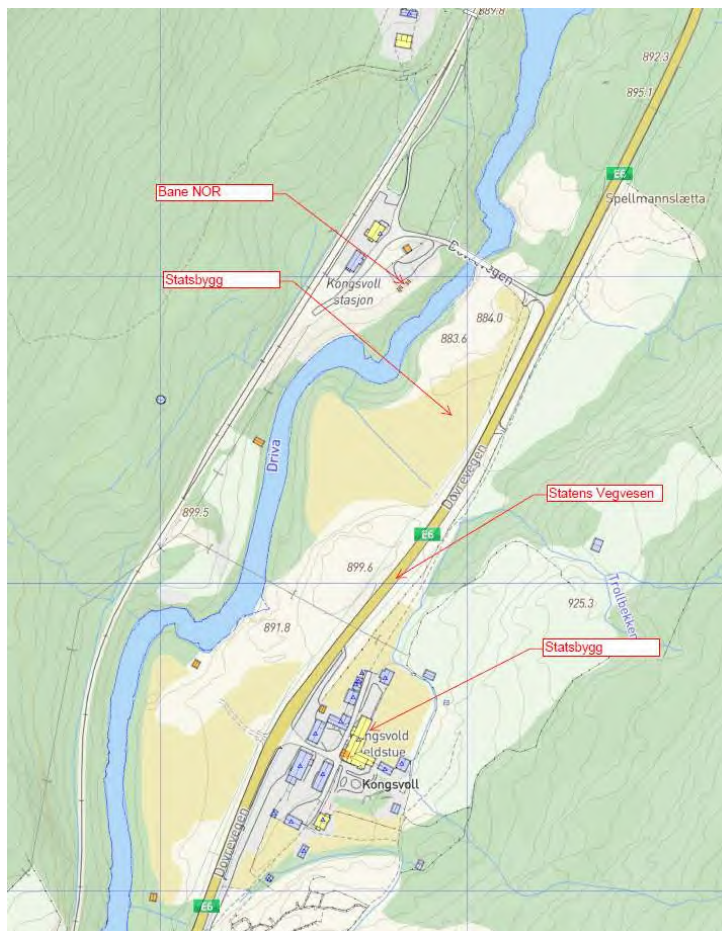 889.8
892.3
895.1
E6
Spellmannslætta
Bane NOR
Dovrevegen
Statsbygg
Kongsvoll
stasjon
884.0
883.6
Driva
Dovrevegen
Statens Vegvesen
899.5
E6
899.6
Trollbekken
925.3
891.8
Statsbygg
ngsvold
eldstue
Kongsvoll
Dovrevegen
E6